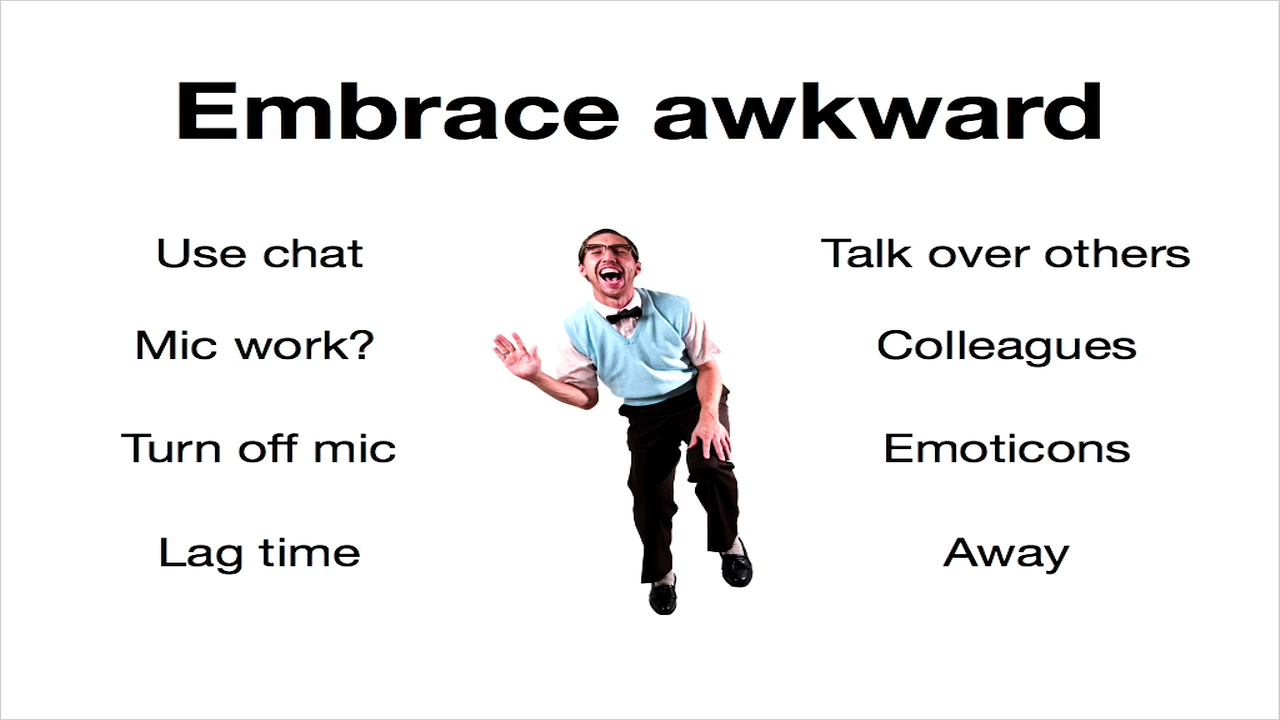 Embrace awkward
Use chat
Mic work?
Turn off mic
Lag time
Talk over others
Colleagues
Emoticons
Away